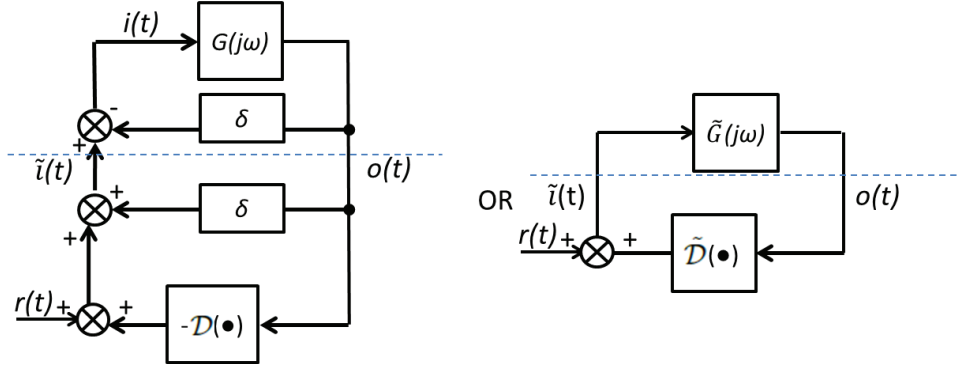 i(t)
G(jω)
-
δ
+
ĩ(t)
o(t)
+
δ
+
r(t) +
+
-𝒟(●)
OR
G̃(jω)
ĩ(t)
o(t)
r(t) +
+
𝒟̃(●)